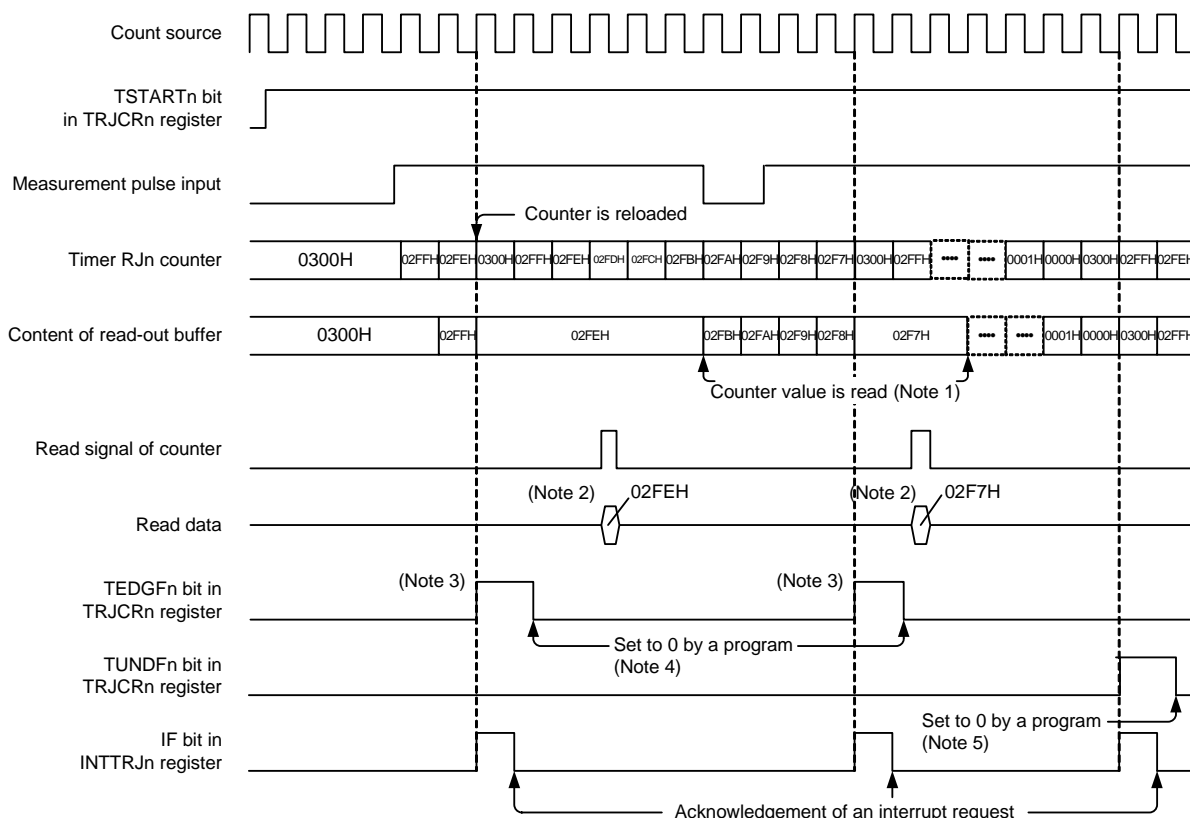 Count source
TSTARTn bit
in TRJCRn register
Measurement pulse input
Counter is reloaded
Timer RJn counter
0300H 02FFH 02FEH 0300H 02FFH 02FEH 02FDH 02FCH 02FBH 02FAH 02F9H 02F8H 02F7H 0300H 02FFH •••• •••• 0001H 0000H 0300H 02FFH 02FEH
Content of read-out buffer
0300H 02FFH 02FEH 02FBH 02FAH 02F9H 02F8H 02F7H •••• •••• 0001H 0000H 0300H 02FFH
Counter value is read (Note 1)
Read signal of counter
(Note 2) 02FEH (Note 2) 02F7H
Read data
TEDGFn bit in
TRJCRn register
(Note 3) (Note 3)
Set to 0 by a program
(Note 4)
TUNDFn bit in
TRJCRn register
Set to 0 by a program
(Note 5)
IF bit in
INTTRJn register
Acknowledgement of an interrupt request